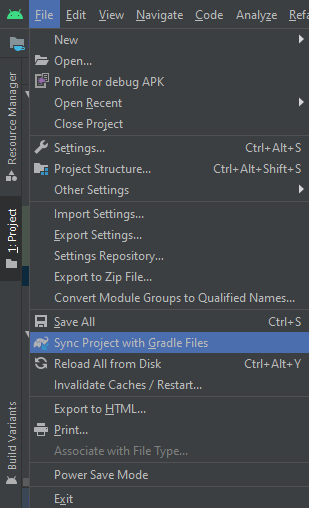 File Edit View Navigate Code Analyze Refa
New
Open...
Profile or debug APK
Open Recent
Close Project
Settings... Ctrl+Alt+S
Project Structure... Ctrl+Alt+Shift+S
Other Settings
Import Settings...
Export Settings...
Settings Repository...
Export to Zip File...
Convert Module Groups to Qualified Names...
Save All Ctrl+S
Sync Project with Gradle Files
Reload All from Disk Ctrl+Alt+Y
Invalidate Caches / Restart...
Export to HTML...
Print...
Associate with File Type...
Power Save Mode
Exit
Resource Manager
1: Project
Build Variants